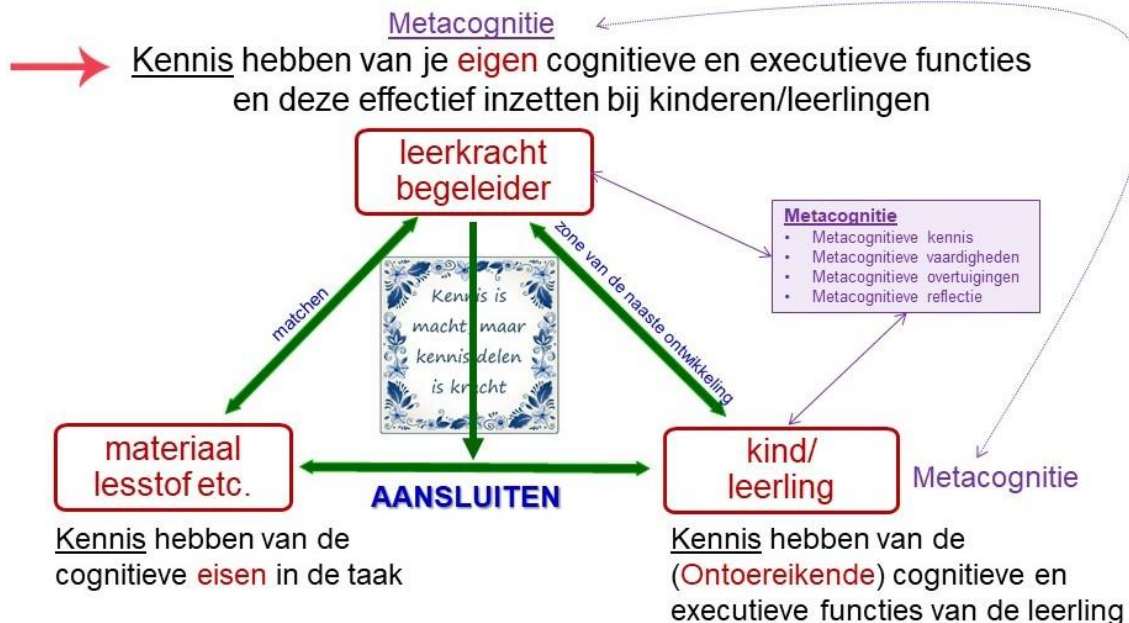 Metacognitie
Kennis hebben van je eigen cognitieve en executieve functies
en deze effectief inzetten bij kinderen/leerlingen
leerkracht
begeleider
Metacognitie
• Metacognitieve kennis
• Metacognitieve vaardigheden
• Metacognitieve overtuigingen
• Metacognitieve reflectie
matchen
zone van de naaste ontwikkeling
Kennis is
macht, maar
kennis delen
is kracht
materiaal
lesstof etc.
AANSLUITEN
kind/
leerling
Metacognitie
Kennis hebben van de
cognitieve eisen in de taak
Kennis hebben van de
(Ontoereikende) cognitieve en
executieve functies van de leerling